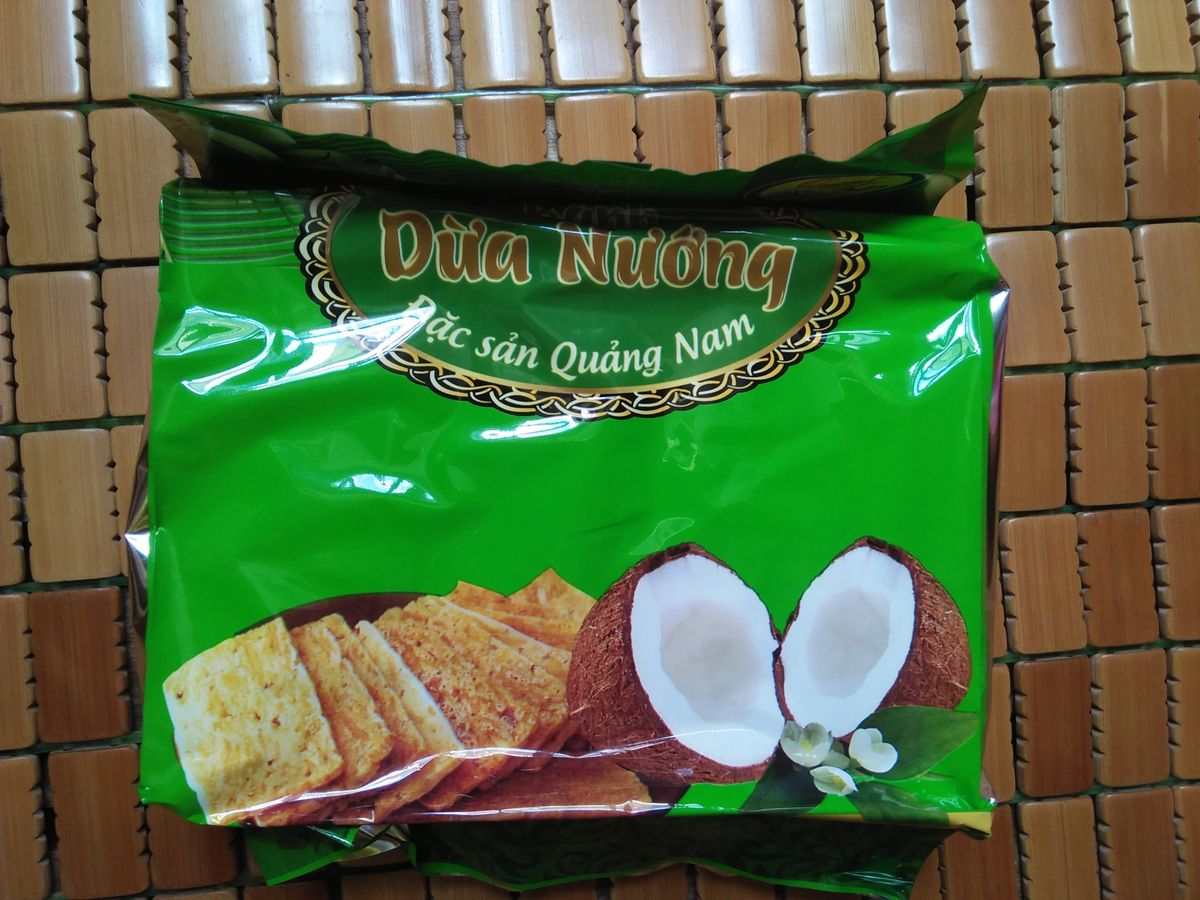 Dừa Nướng
Đặc sản Quảng Nam